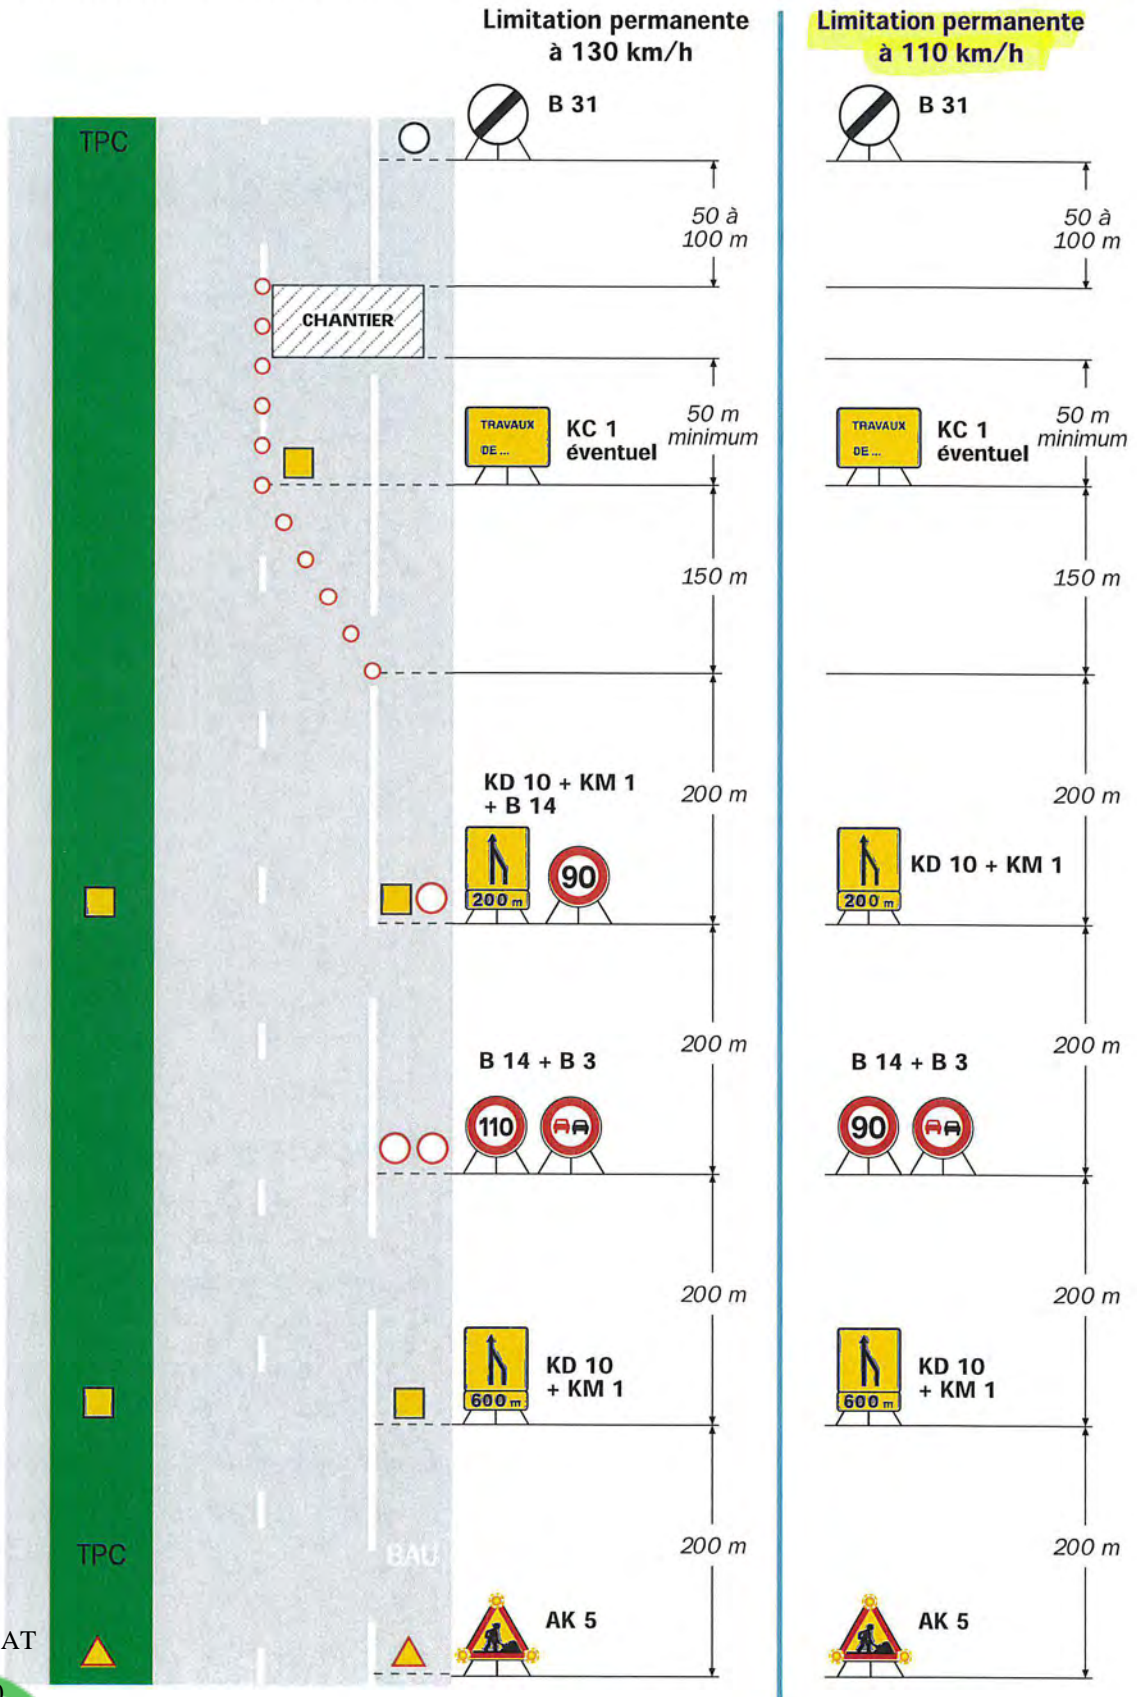 Limitation permanente
à 130 km/h
Limitation permanente
à 110 km/h
TPC
B 31
B 31
50 à
100 m
50 à
100 m
CHANTIER
TRAVAUX
DE ...
KC 1
éventuel
50 m
minimum
TRAVAUX
DE ...
KC 1
éventuel
50 m
minimum
150 m
150 m
KD 10 + KM 1
+ B 14
200 m
90
200 m
200 m
KD 10 + KM 1
200 m
B 14 + B 3
110
200 m
B 14 + B 3
90
200 m
600 m
KD 10
+ KM 1
200 m
600 m
KD 10
+ KM 1
200 m
TPC
BAU
200 m
200 m
AK 5
AK 5
AT